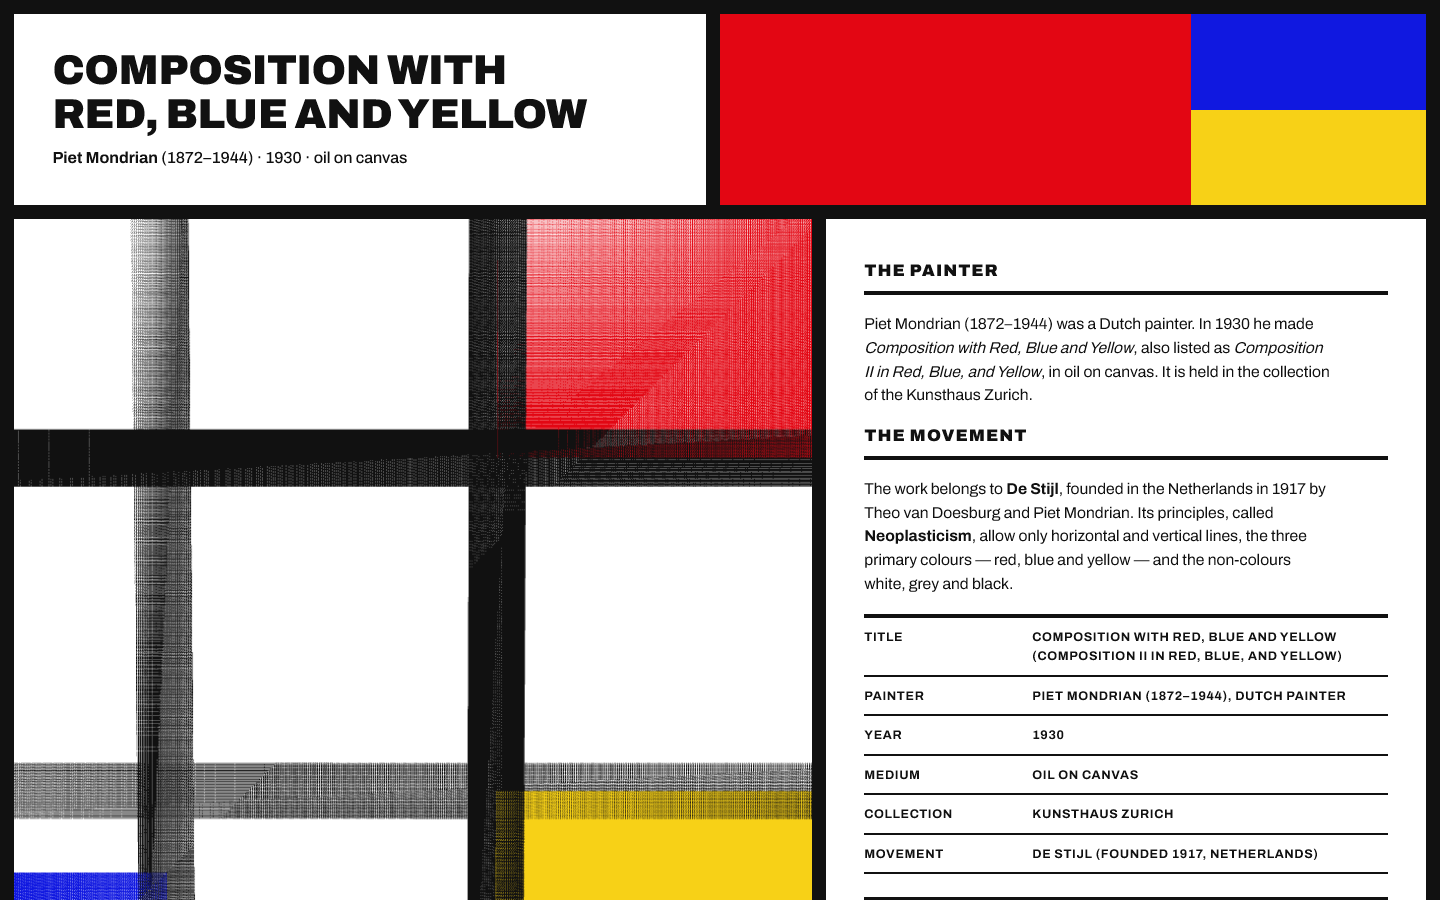 COMPOSITION WITH
RED, BLUE AND YELLOW
Piet Mondrian (1872–1944) · 1930 · oil on canvas
THE PAINTER
Piet Mondrian (1872–1944) was a Dutch painter. In 1930 he made
Composition with Red, Blue and Yellow, also listed as Composition
II in Red, Blue, and Yellow, in oil on canvas. It is held in the collection
of the Kunsthaus Zurich.
THE MOVEMENT
The work belongs to De Stijl, founded in the Netherlands in 1917 by
Theo van Doesburg and Piet Mondrian. Its principles, called
Neoplasticism, allow only horizontal and vertical lines, the three
primary colours — red, blue and yellow — and the non-colours
white, grey and black.
TITLE COMPOSITION WITH RED, BLUE AND YELLOW
(COMPOSITION II IN RED, BLUE, AND YELLOW)
PAINTER PIET MONDRIAN (1872–1944), DUTCH PAINTER
YEAR 1930
MEDIUM OIL ON CANVAS
COLLECTION KUNSTHAUS ZURICH
MOVEMENT DE STIJL (FOUNDED 1917, NETHERLANDS)